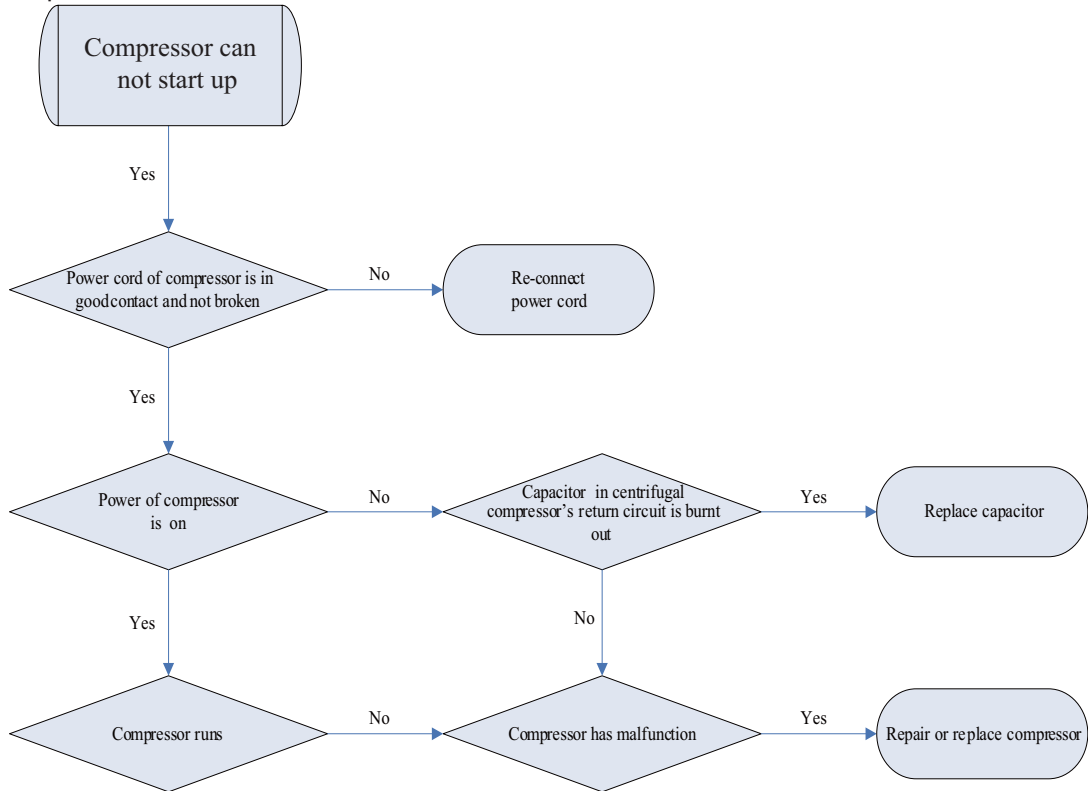 Compressor can
not start up
Yes
Power cord of compressor is in
good contact and not broken
No
Re-connect
power cord
Yes
Power of compressor
is on
No
Capacitor in centrifugal
compressor's return circuit is burnt
out
Yes
Replace capacitor
Yes
No
Compressor runs
No
Compressor has malfunction
Yes
Repair or replace compressor